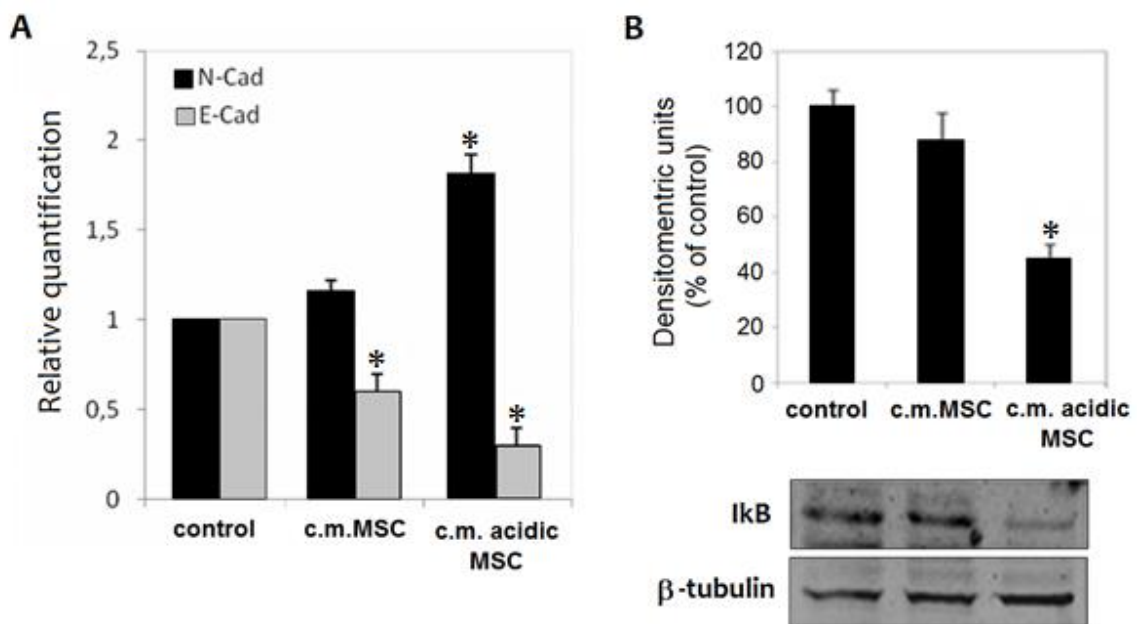 A
2,5
2
1,5
1
0,5
0
Relative quantification
N-Cad
E-Cad
*
*
*
control
c.m.MSC
c.m. acidic
MSC
B
120
100
80
60
40
20
0
Densitomentric units
(% of control)
*
control
c.m.MSC
c.m. acidic
MSC
IkB
β-tubulin